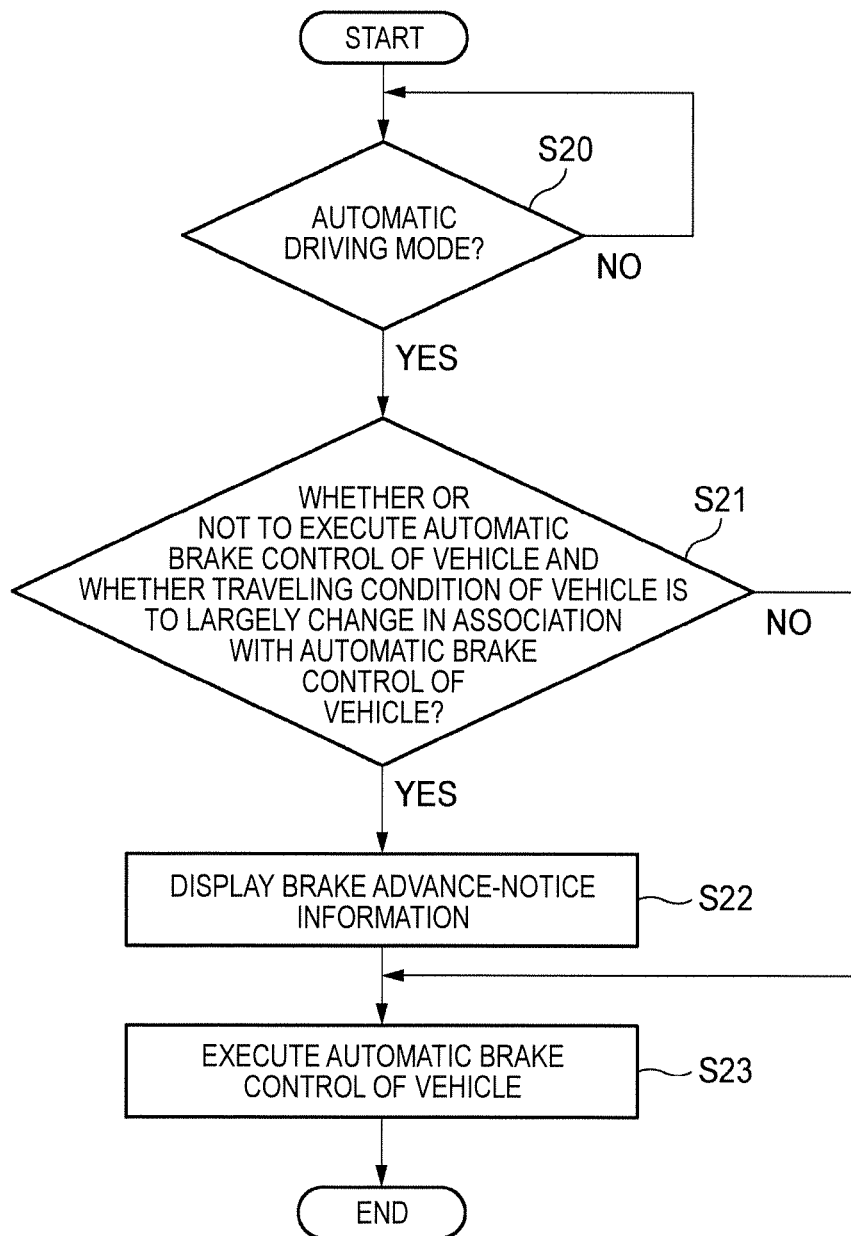 START
S20
AUTOMATIC
DRIVING MODE?
NO
YES
S21
WHETHER OR
NOT TO EXECUTE AUTOMATIC
BRAKE CONTROL OF VEHICLE AND
WHETHER TRAVELING CONDITION OF VEHICLE IS
TO LARGELY CHANGE IN ASSOCIATION
WITH AUTOMATIC BRAKE
CONTROL OF
VEHICLE?
NO
YES
DISPLAY BRAKE ADVANCE-NOTICE
INFORMATION
S22
EXECUTE AUTOMATIC BRAKE
CONTROL OF VEHICLE
S23
END